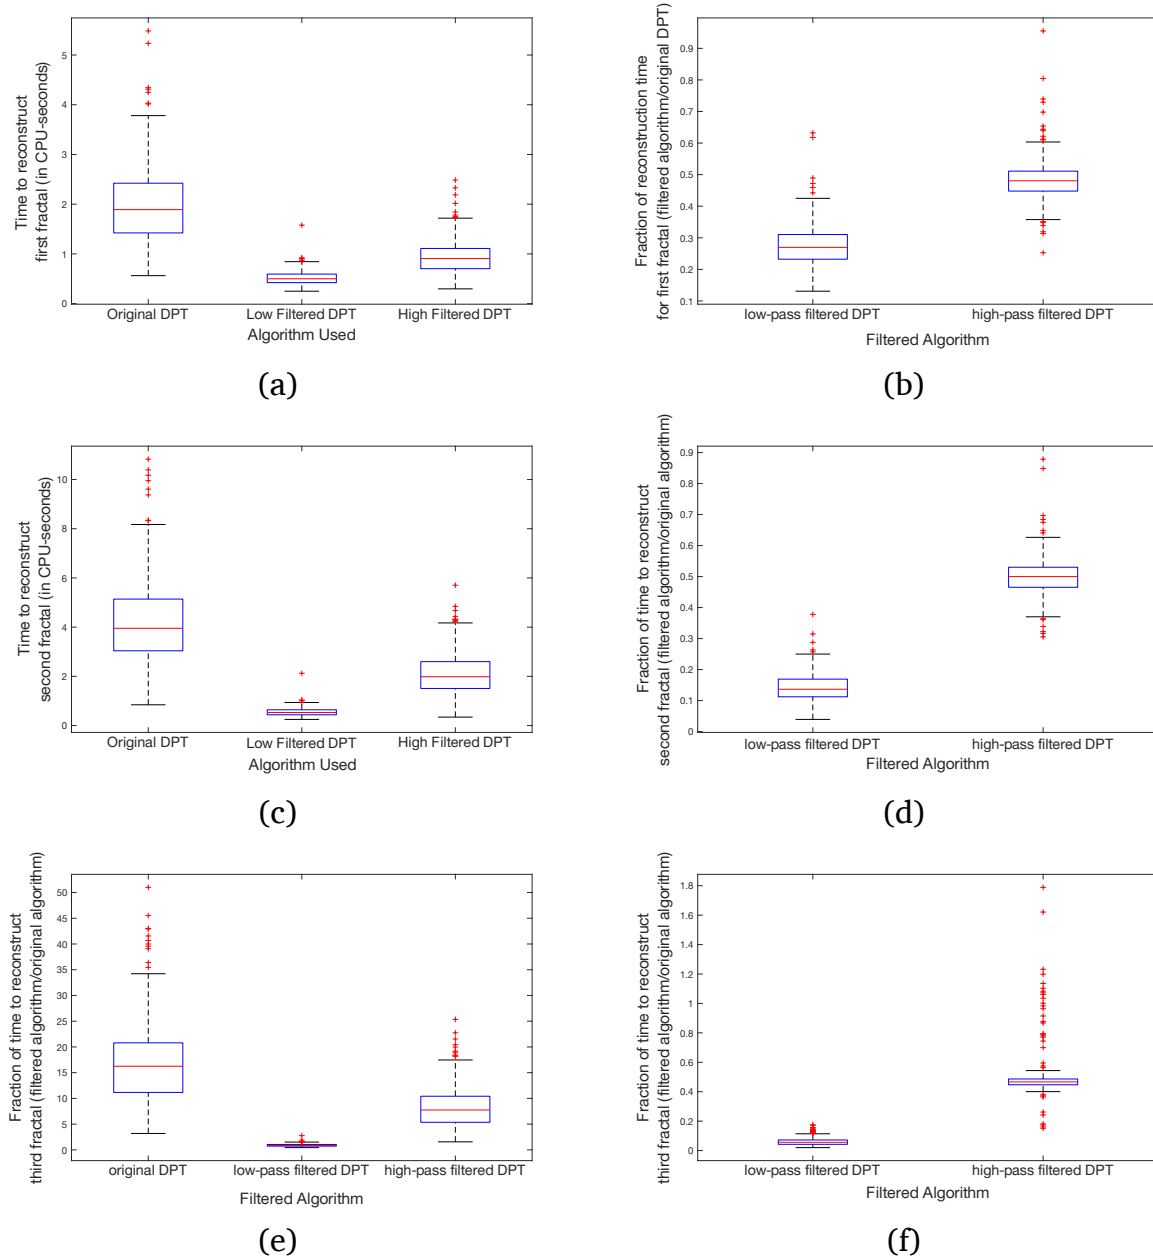 Time to reconstruct
first fractal (in CPU-seconds)
5
4
3
2
1
0
Original DPT
Low Filtered DPT
High Filtered DPT
Algorithm Used
(a)
Fraction of reconstruction time
for first fractal (filtered algorithm/original DPT)
0.9
0.8
0.7
0.6
0.5
0.4
0.3
0.2
0.1
low-pass filtered DPT
high-pass filtered DPT
Filtered Algorithm
(b)
Time to reconstruct
second fractal (in CPU-seconds)
10
8
6
4
2
0
Original DPT
Low Filtered DPT
High Filtered DPT
Algorithm Used
(c)
Fraction of time to reconstruct
second fractal (filtered algorithm/original algorithm)
0.9
0.8
0.7
0.6
0.5
0.4
0.3
0.2
0.1
0
low-pass filtered DPT
high-pass filtered DPT
Filtered Algorithm
(d)
Fraction of time to reconstruct
third fractal (filtered algorithm/original algorithm)
50
45
40
35
30
25
20
15
10
5
0
original DPT
low-pass filtered DPT
high-pass filtered DPT
Filtered Algorithm
(e)
Fraction of time to reconstruct
third fractal (filtered algorithm/original algorithm)
1.8
1.6
1.4
1.2
1
0.8
0.6
0.4
0.2
0
low-pass filtered DPT
high-pass filtered DPT
Filtered Algorithm
(f)